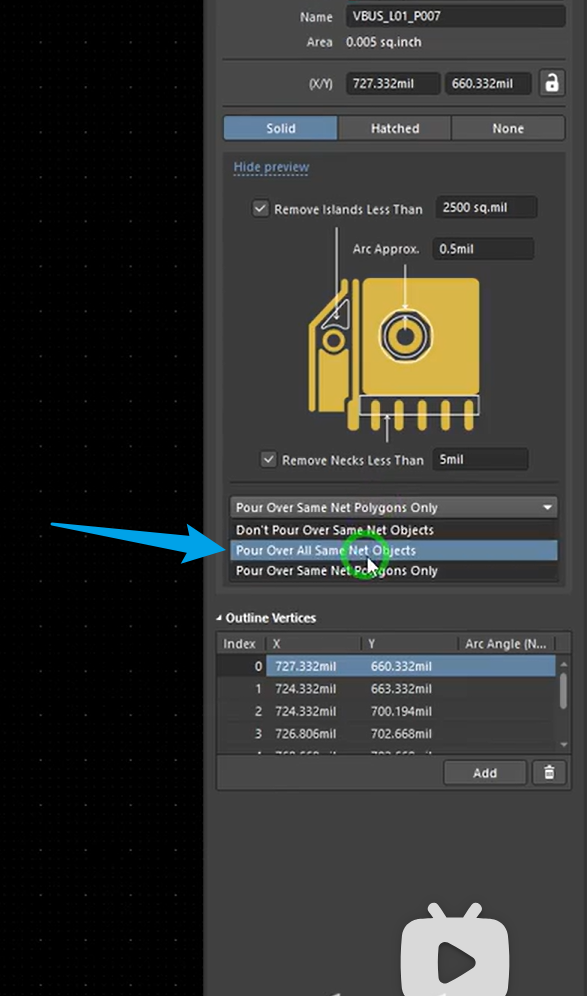 Name VBUS_L01_P007
Area 0.005 sq.inch
(X/Y) 727.332mil 660.332mil
Solid Hatched None
Hide preview
Remove Islands Less Than 2500 sq.mil
Arc Approx. 0.5mil
Remove Necks Less Than 5mil
Pour Over Same Net Polygons Only
Don't Pour Over Same Net Objects
Pour Over All Same Net Objects
Pour Over Same Net Polygons Only
Outline Vertices
Index X Y Arc Angle (N...
0 727.332mil 660.332mil
1 724.332mil 663.332mil
2 724.332mil 700.194mil
3 726.806mil 702.668mil
Add